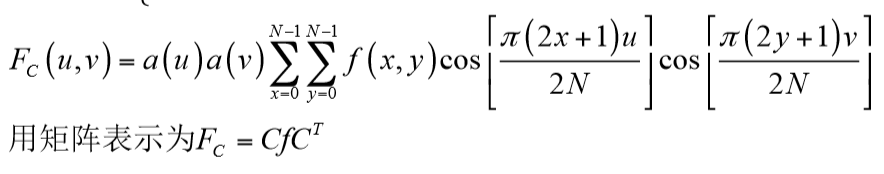 F_C(u,v) = a(u)a(v) ∑_{x=0}^{N−1} ∑_{y=0}^{N−1} f(x,y) cos[π(2x+1)u / 2N] cos[π(2y+1)v / 2N]
用矩阵表示为F_C = CfC^T